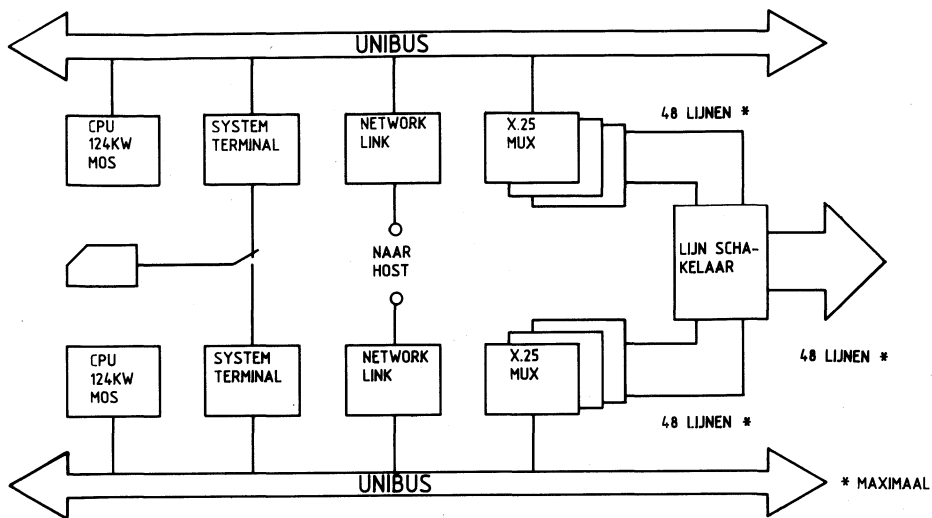 UNIBUS
CPU
124KW
MOS
SYSTEM
TERMINAL
NETWORK
LINK
X.25
MUX
48 LIJNEN *
NAAR
HOST
LIJN SCHA-
KELAAR
48 LIJNEN *
CPU
124KW
MOS
SYSTEM
TERMINAL
NETWORK
LINK
X.25
MUX
48 LIJNEN *
UNIBUS
* MAXIMAAL